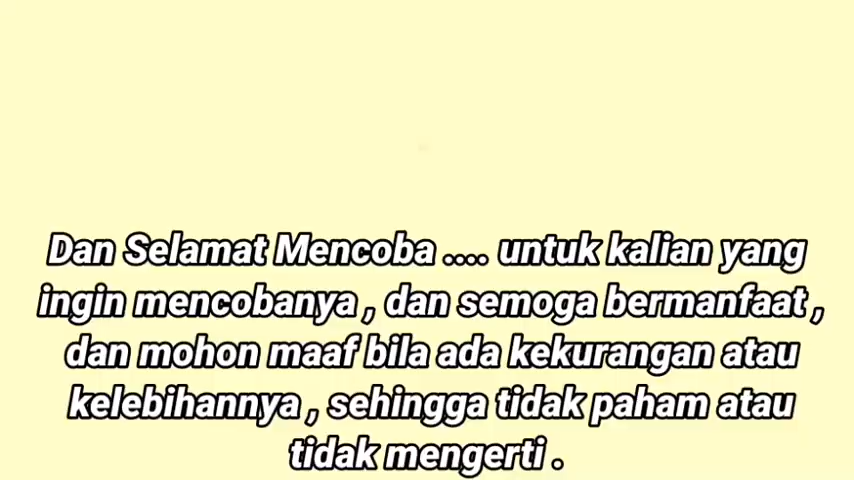 Dan Selamat Mencoba .... untuk kalian yang
ingin mencobanya , dan semoga bermanfaat ,
dan mohon maaf bila ada kekurangan atau
kelebihannya , sehingga tidak paham atau
tidak mengerti .